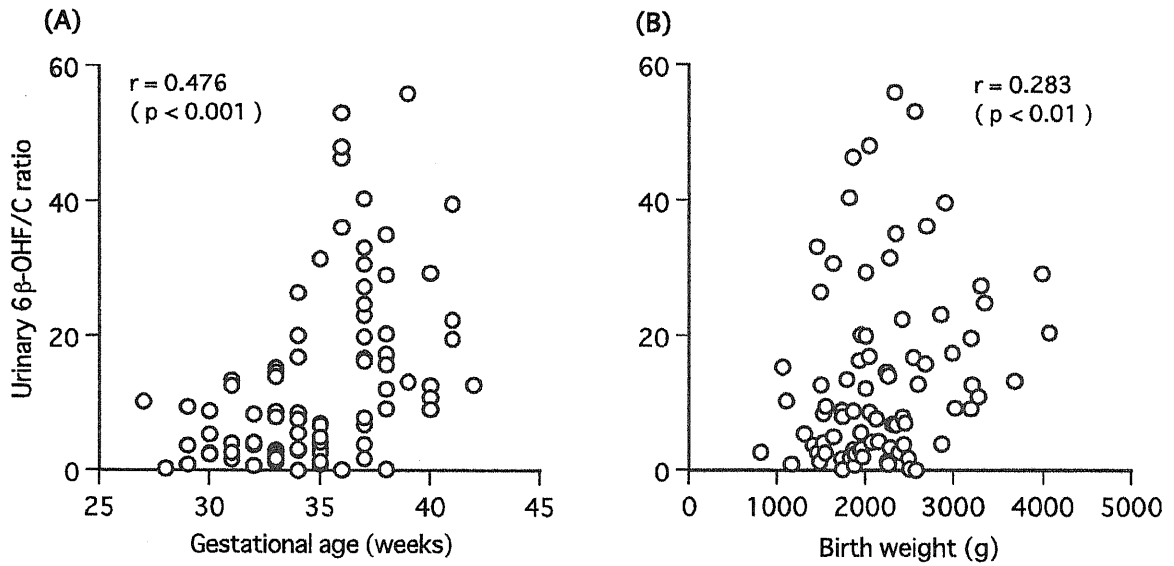 (A)
r = 0.476
( p < 0.001 )
Urinary 6β-OHF/C ratio
60
40
20
0
25 30 35 40 45
Gestational age (weeks)
(B)
r = 0.283
( p < 0.01 )
60
40
20
0
0 1000 2000 3000 4000 5000
Birth weight (g)